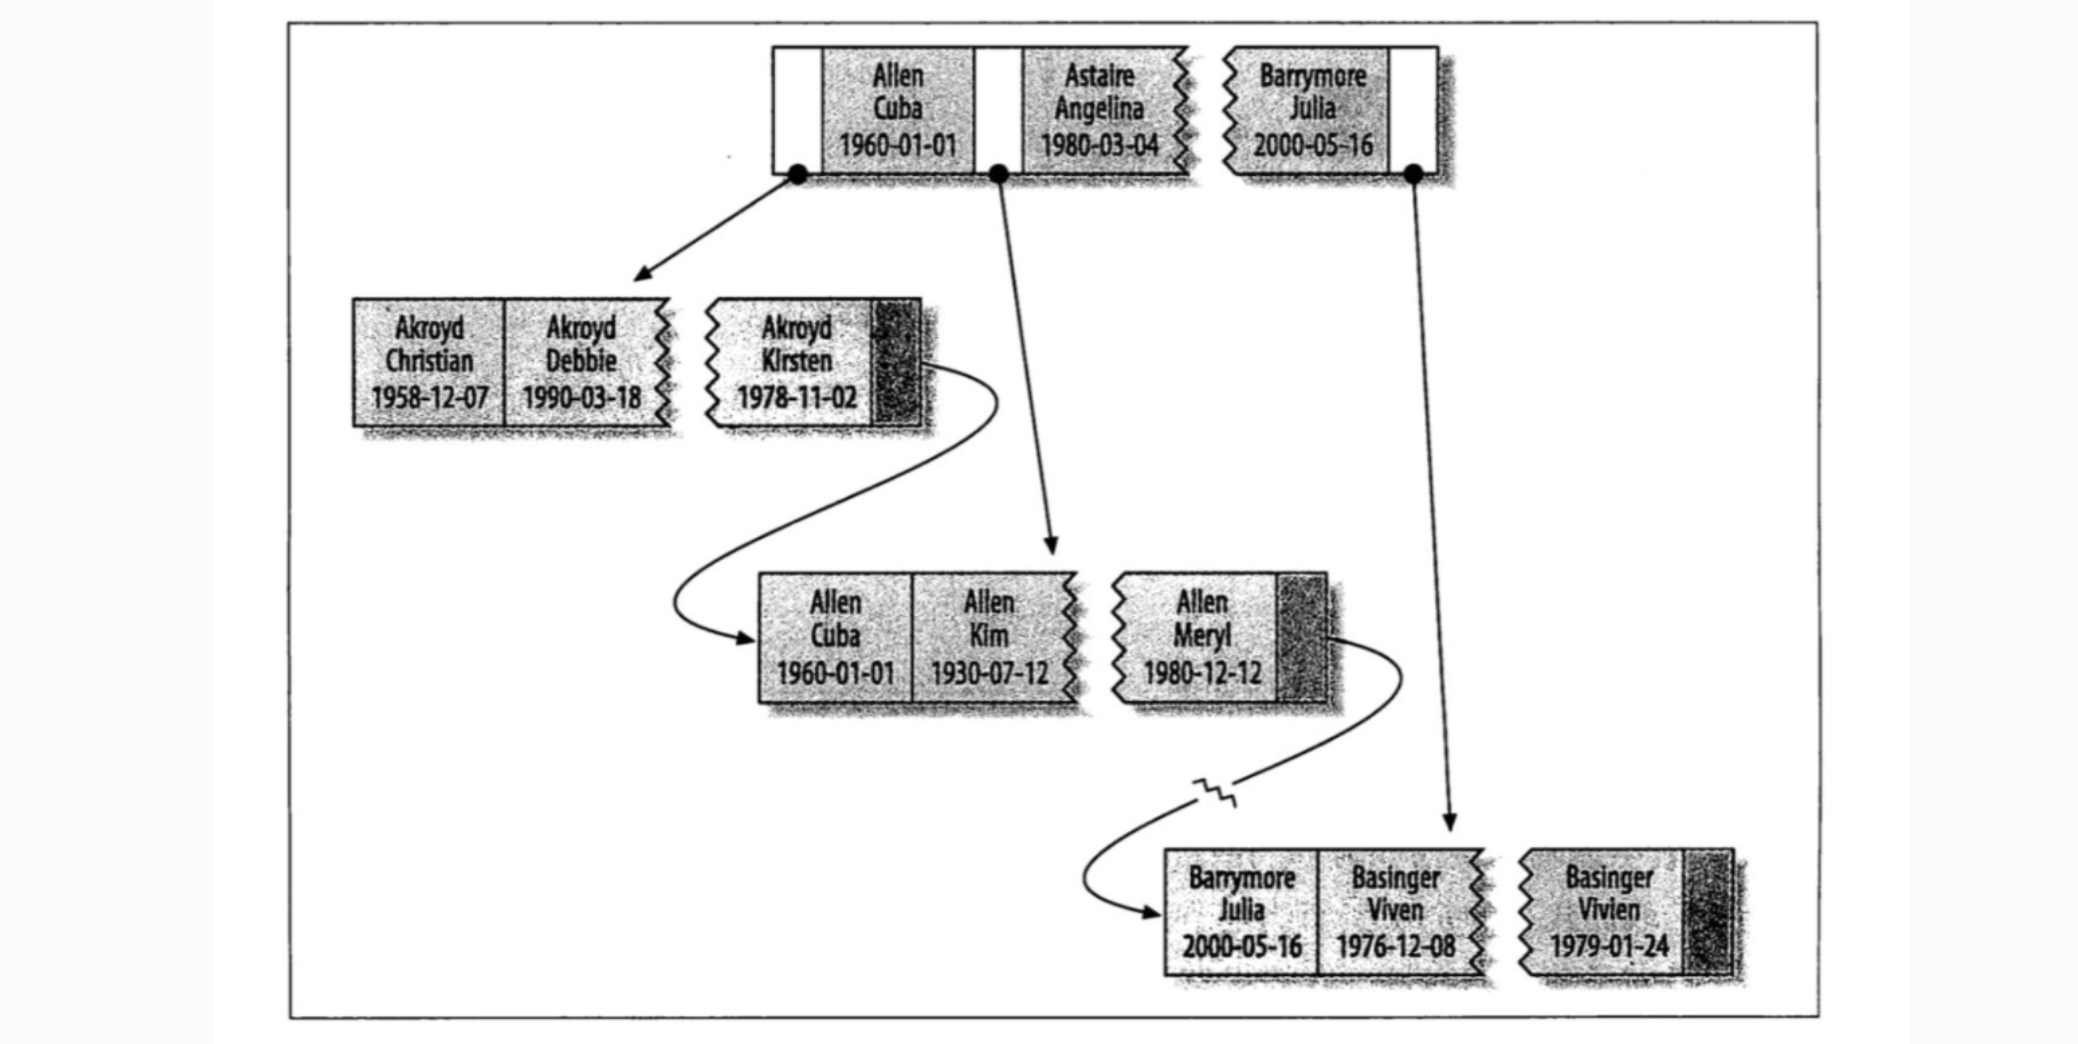 Allen
Cuba
1960-01-01
Astaire
Angelina
1980-03-04
Barrymore
Julia
2000-05-16
Akroyd
Christian
1958-12-07
Akroyd
Debbie
1990-03-18
Akroyd
Kirsten
1978-11-02
Allen
Cuba
1960-01-01
Allen
Kim
1930-07-12
Allen
Meryl
1980-12-12
Barrymore
Julia
2000-05-16
Basinger
Viven
1976-12-08
Basinger
Vivien
1979-01-24